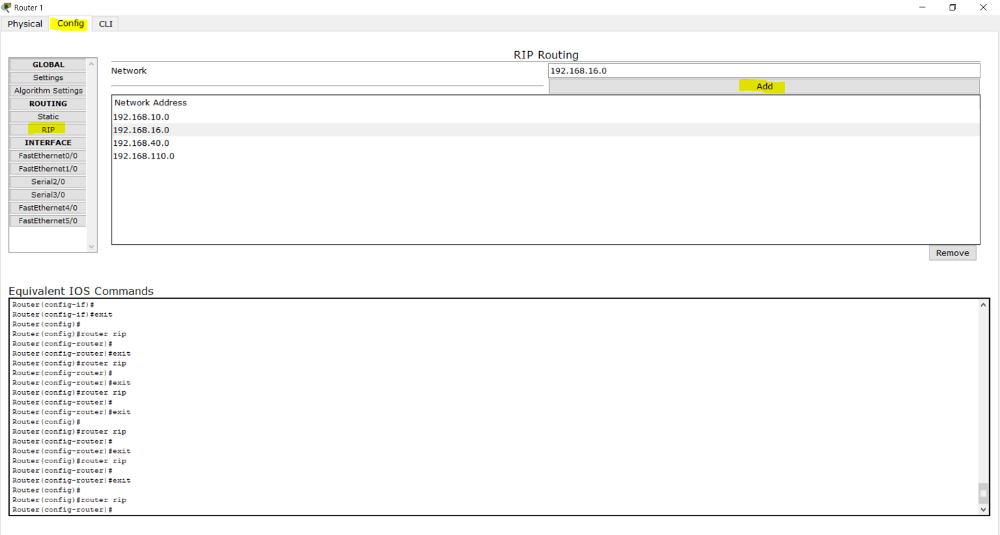 Router 1
Physical Config CLI
RIP Routing
GLOBAL
Settings
Algorithm Settings
ROUTING
Static
RIP
INTERFACE
FastEthernet0/0
FastEthernet1/0
Serial2/0
Serial3/0
FastEthernet4/0
FastEthernet5/0
Network 192.168.16.0
Add
Network Address
192.168.10.0
192.168.16.0
192.168.40.0
192.168.110.0
Remove
Equivalent IOS Commands
Router(config-if)#
Router(config-if)#exit
Router(config)#
Router(config)#router rip
Router(config-router)#
Router(config-router)#exit
Router(config)#router rip
Router(config-router)#
Router(config-router)#exit
Router(config)#router rip
Router(config-router)#
Router(config-router)#exit
Router(config)#
Router(config)#router rip
Router(config-router)#
Router(config-router)#exit
Router(config)#router rip
Router(config-router)#
Router(config-router)#exit
Router(config)#
Router(config)#router rip
Router(config-router)#